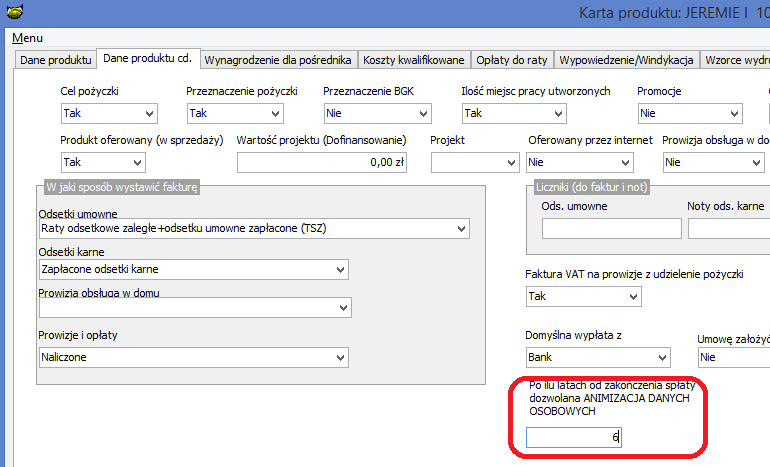 Karta produktu: JEREMIE I 10
Menu
Dane produktu Dane produktu cd. Wynagrodzenie dla pośrednika Koszty kwalifikowane Opłaty do raty Wypowiedzenie/Windykacja Wzorce wydro
Cel pożyczki Przeznaczenie pożyczki Przeznaczenie BGK Ilość miejsc pracy utworzonych Promocje
Tak Tak Nie Tak Nie
Produkt oferowany (w sprzedaży) Wartość projektu (Dofinansowanie) Projekt Oferowany przez internet Prowizja obsługa w do
Tak 0,00 zł Nie Nie
W jaki sposób wystawić fakturę Liczniki (do faktur i not)
Odsetki umowne Ods. umowne Noty ods. karne
Raty odsetkowe zaległe+odsetku umowne zapłacone (TSZ)
Odsetki karne
Zapłacone odsetki karne
Faktura VAT na prowizje z udzielenie pożyczki
Tak
Prowizja obsługa w domu
Prowizje i opłaty Domyślna wypłata z Umowę założyć
Naliczone Bank Nie
Po ilu latach od zakończenia spłaty
dozwolana ANIMIZACJA DANYCH
OSOBOWYCH
6